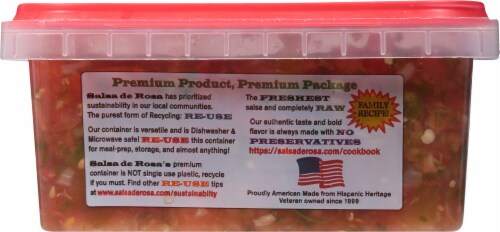 Premium Product, Premium Package
Salsa de Rosa has prioritized
sustainability in our local communities.
The purest form of Recycling: RE-USE
Our container is versatile and is Dishwasher &
Microwave safe! RE-USE this container
for meal-prep, storage, and almost anything!
Salsa de Rosa's premium
container is NOT single use plastic, recycle
if you must. Find other RE-USE tips
at www.salsaderosa.com/sustainabilty
The FRESHEST
salsa and completely RAW
Our authentic taste and bold
flavor is always made with NO
PRESERVATIVES
https://salsaderosa.com/cookbook
FAMILY
RECIPE!
Proudly American Made from Hispanic Heritage
Veteran owned since 1999